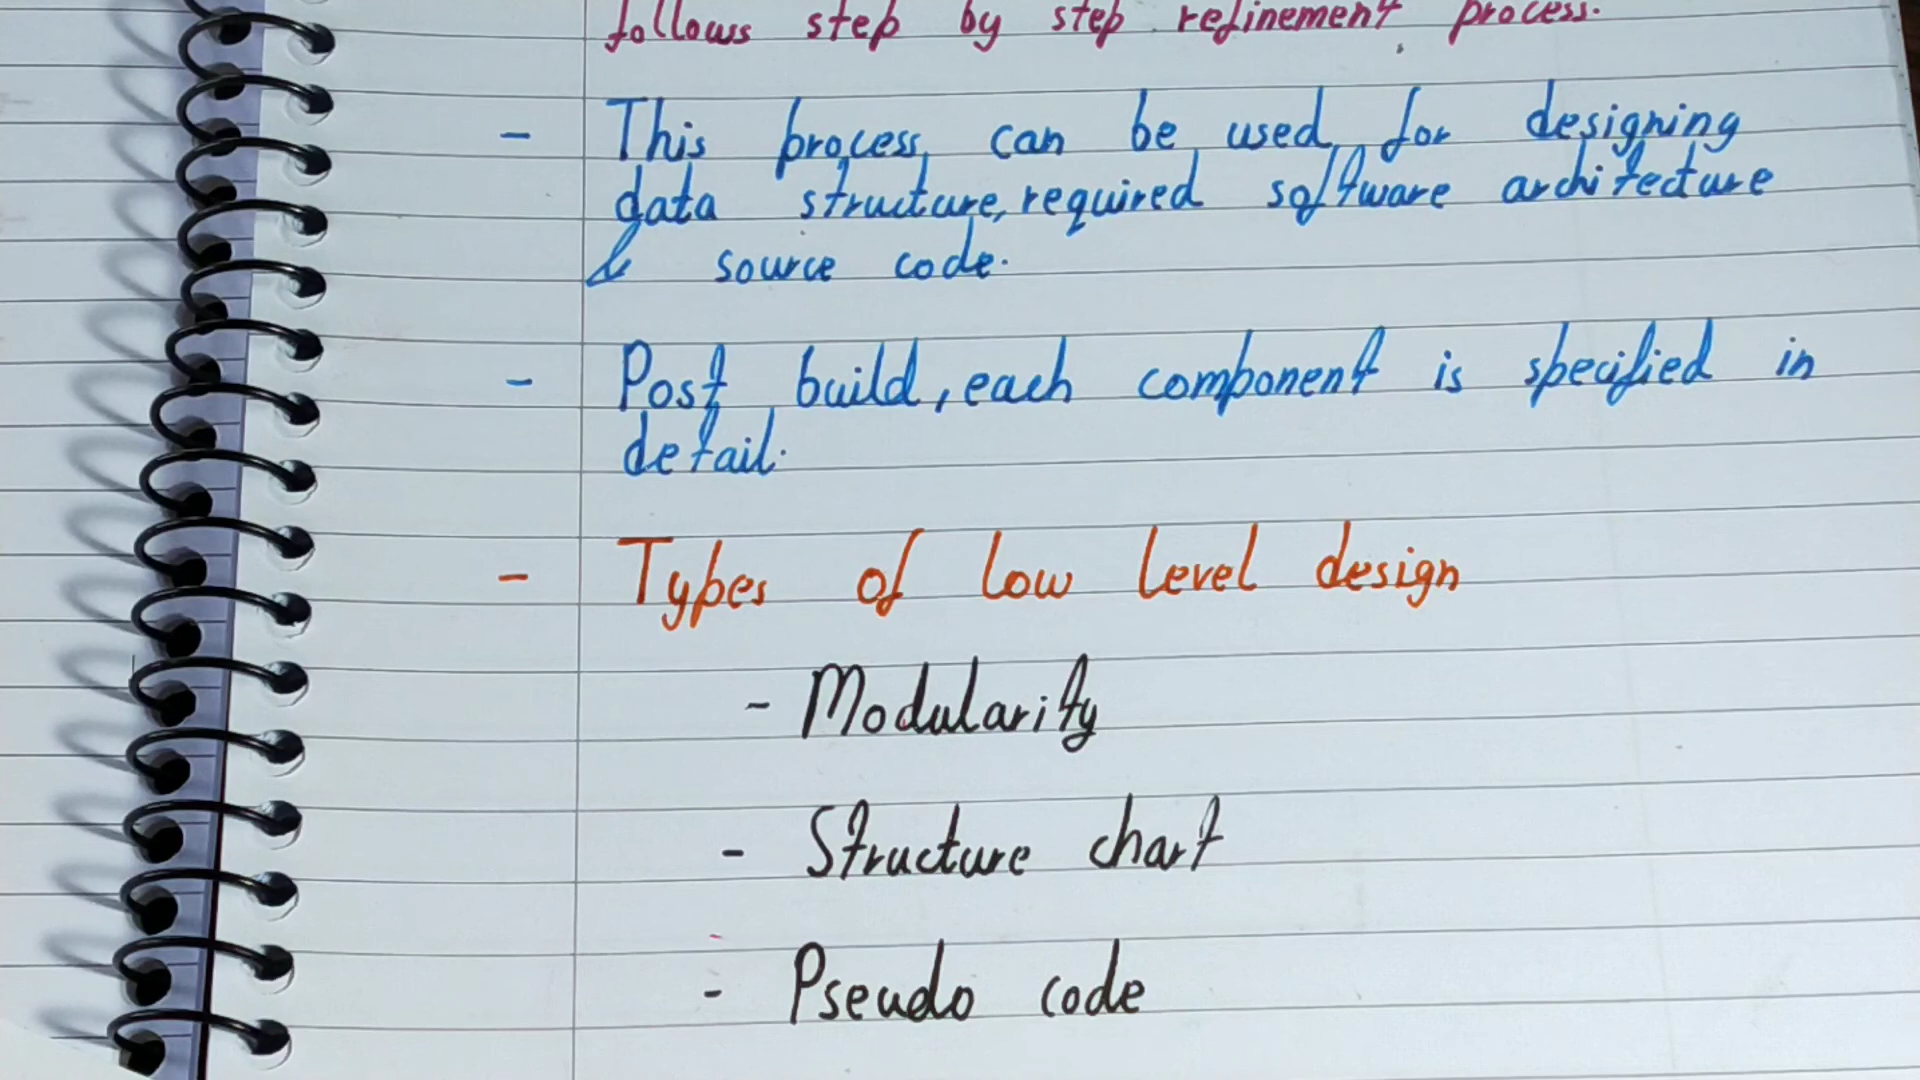 follows step by step refinement process.
- This process can be used for designing
data structure, required software architecture
& source code.
- Post build, each component is specified in
detail.
- Types of low level design
- Modularity
- Structure chart
- Pseudo code